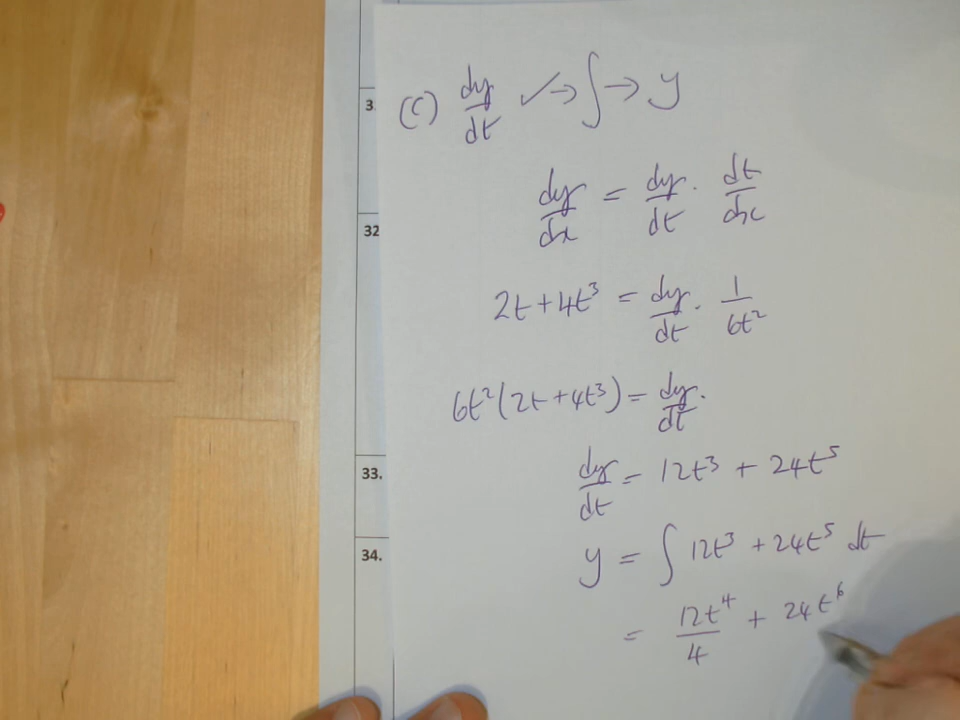 3
32
33.
34.
(c) dy/dt ✓→ ∫ → y
dy/dx = dy/dt · dt/dx
2t + 4t³ = dy/dt · 1/6t²
6t²(2t + 4t³) = dy/dt ·
dy/dt = 12t³ + 24t⁵
y = ∫ 12t³ + 24t⁵ dt
= 12t⁴/4 + 24t⁶